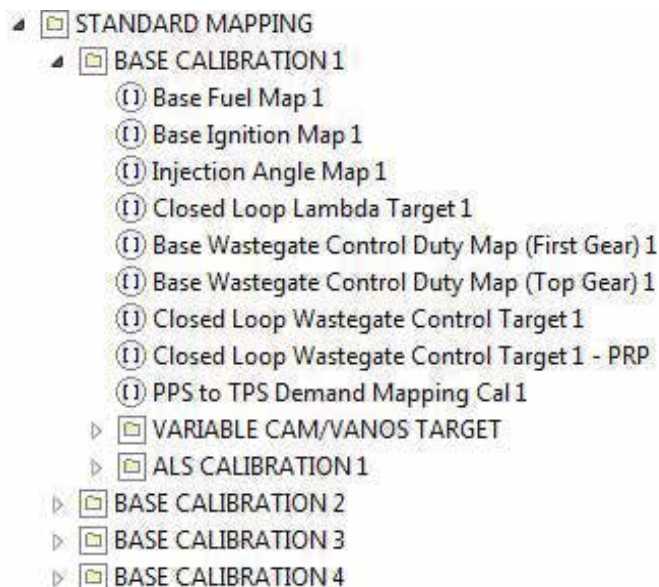 STANDARD MAPPING
BASE CALIBRATION 1
Base Fuel Map 1
Base Ignition Map 1
Injection Angle Map 1
Closed Loop Lambda Target 1
Base Wastegate Control Duty Map (First Gear) 1
Base Wastegate Control Duty Map (Top Gear) 1
Closed Loop Wastegate Control Target 1
Closed Loop Wastegate Control Target 1 - PRP
PPS to TPS Demand Mapping Cal 1
VARIABLE CAM/VANOS TARGET
ALS CALIBRATION 1
BASE CALIBRATION 2
BASE CALIBRATION 3
BASE CALIBRATION 4